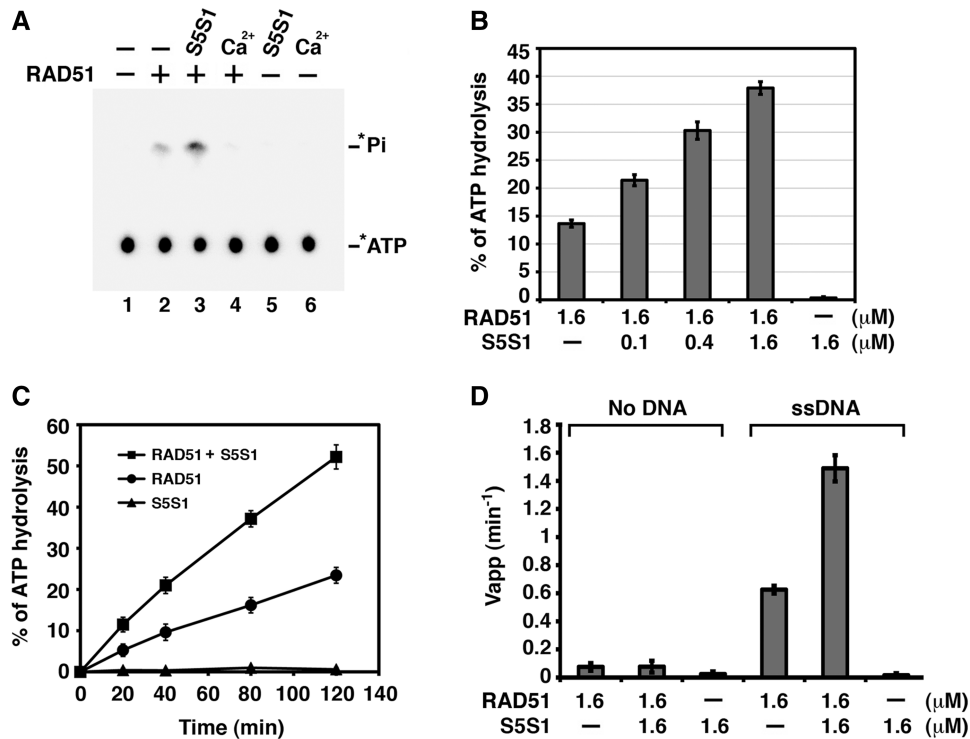 A
S5S1 Ca2+ S5S1 Ca2+
— —
RAD51 — + + + — —
–*Pi
–*ATP
1 2 3 4 5 6
B
% of ATP hydrolysis
45
40
35
30
25
20
15
10
5
0
RAD51 1.6 1.6 1.6 1.6 — (μM)
S5S1 — 0.1 0.4 1.6 1.6 (μM)
C
% of ATP hydrolysis
60
50
40
30
20
10
0
RAD51 + S5S1
RAD51
S5S1
0 20 40 60 80 100 120 140
Time (min)
D
No DNA ssDNA
Vapp (min-1)
1.8
1.6
1.4
1.2
1
0.8
0.6
0.4
0.2
0
RAD51 1.6 1.6 — 1.6 1.6 — (μM)
S5S1 — 1.6 1.6 — 1.6 1.6 (μM)